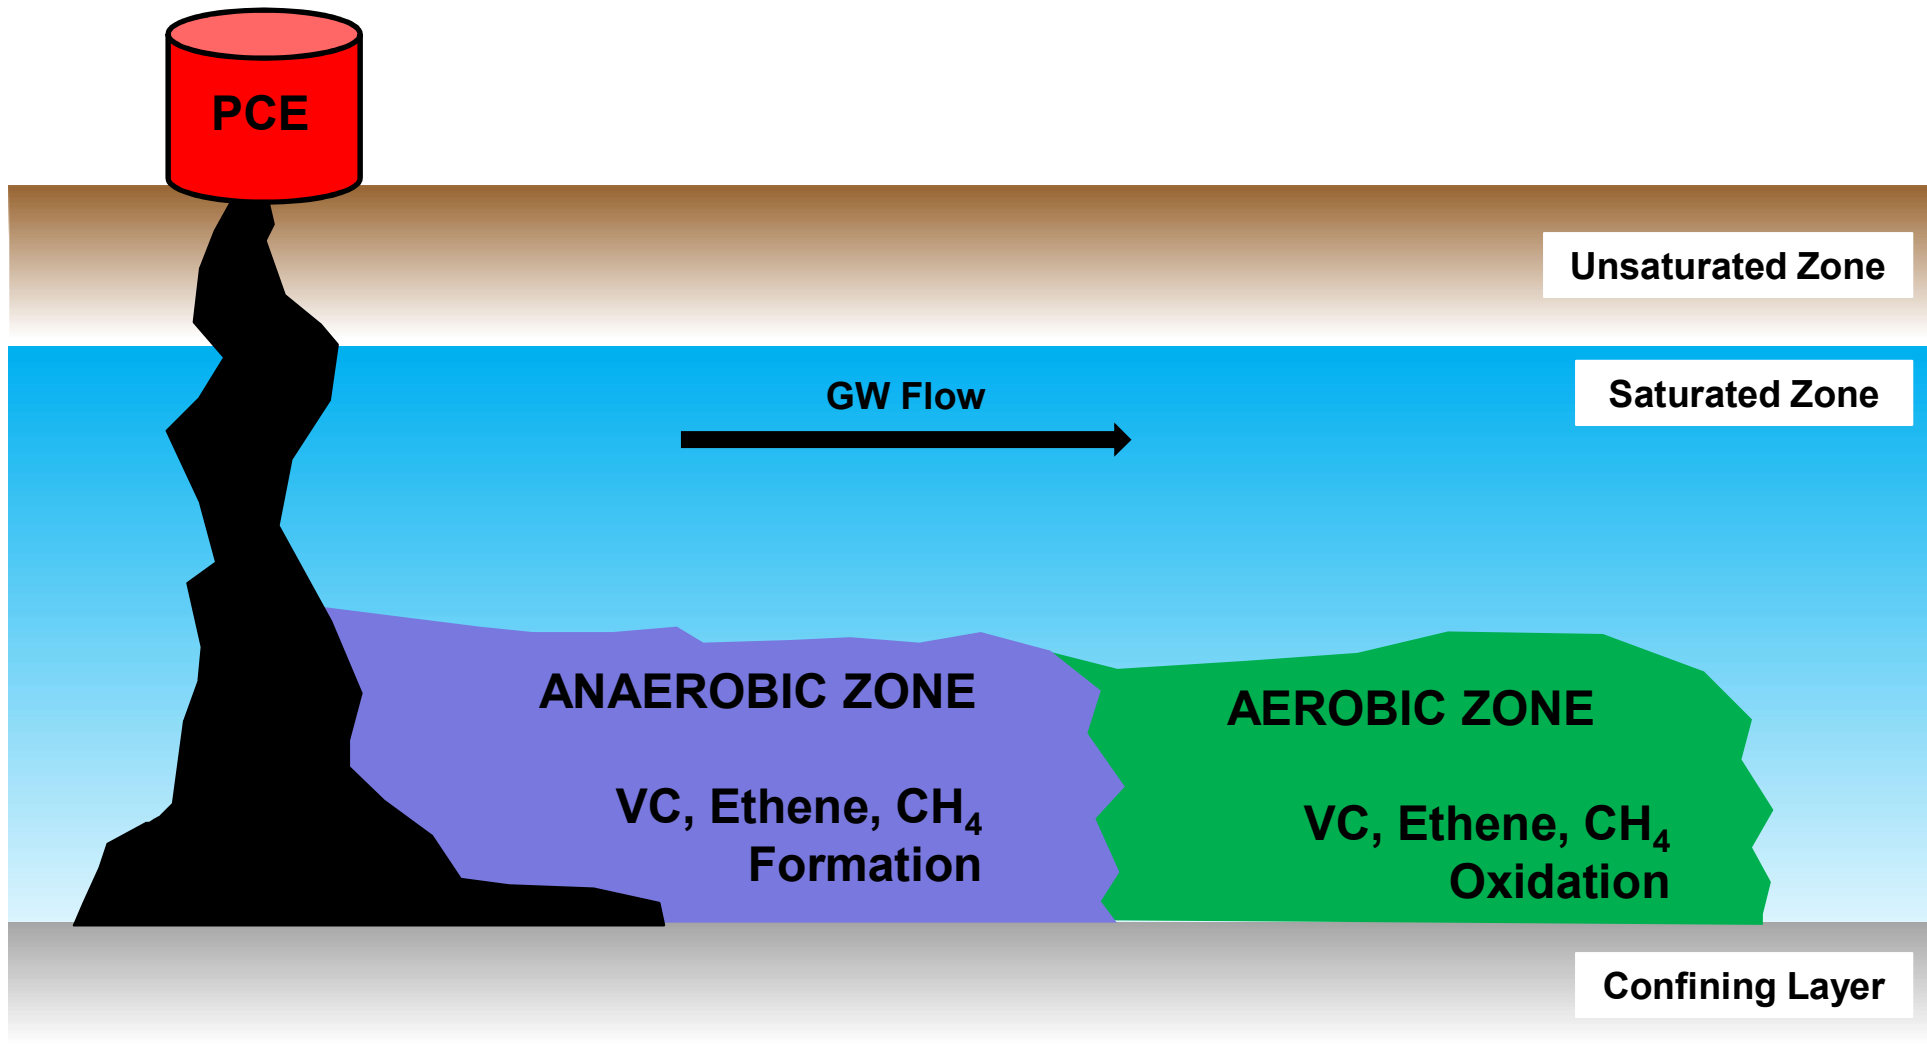 PCE
Unsaturated Zone
Saturated Zone
GW Flow
ANAEROBIC ZONE
VC, Ethene, CH₄
Formation
AEROBIC ZONE
VC, Ethene, CH₄
Oxidation
Confining Layer